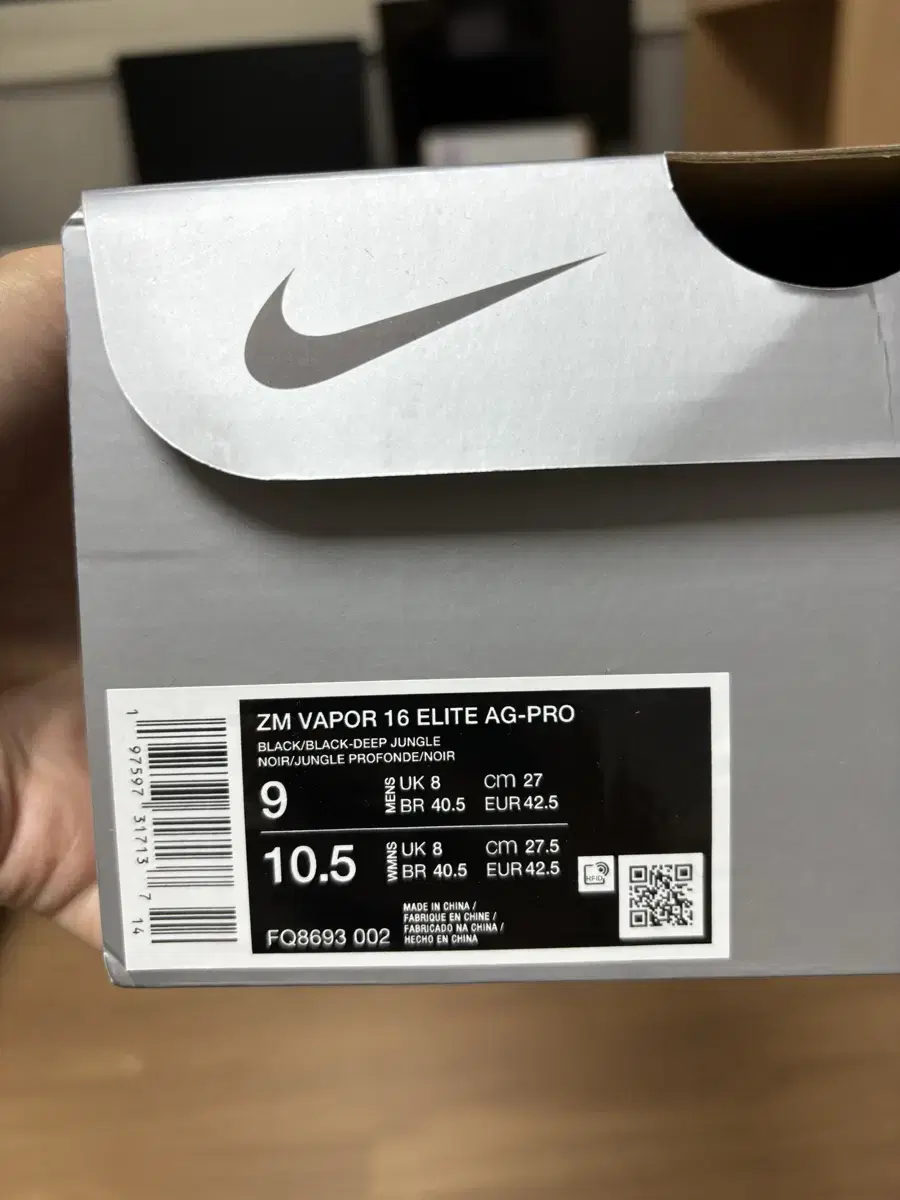 ZM VAPOR 16 ELITE AG-PRO
BLACK/BLACK-DEEP JUNGLE
NOIR/JUNGLE PROFONDE/NOIR
9 MENS UK 8 cm 27
BR 40.5 EUR 42.5
10.5 WMNS UK 8 cm 27.5
BR 40.5 EUR 42.5
RFID
MADE IN CHINA /
FABRIQUE EN CHINE /
FABRICADO NA CHINA /
HECHO EN CHINA
FQ8693 002
1 97597 31713 7 14